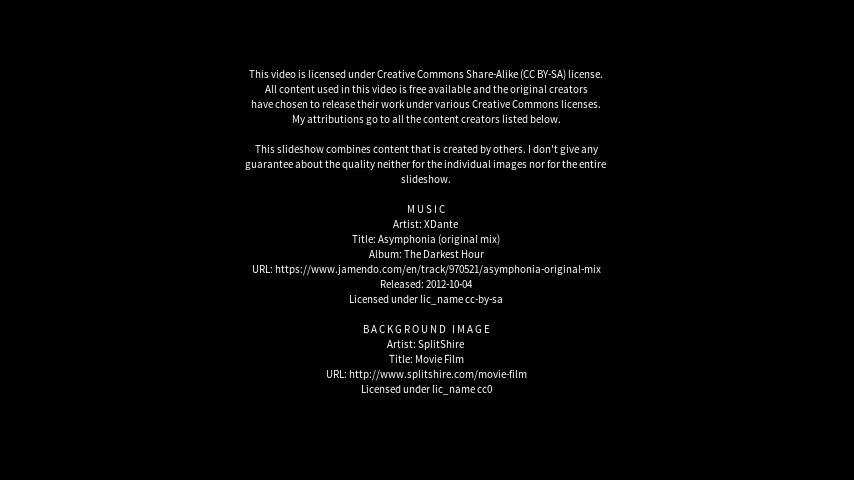 This video is licensed under Creative Commons Share-Alike (CC BY-SA) license.
All content used in this video is free available and the original creators
have chosen to release their work under various Creative Commons licenses.
My attributions go to all the content creators listed below.
This slideshow combines content that is created by others. I don't give any
guarantee about the quality neither for the individual images nor for the entire
slideshow.
MUSIC
Artist: XDante
Title: Asymphonia (original mix)
Album: The Darkest Hour
URL: https://www.jamendo.com/en/track/970521/asymphonia-original-mix
Released: 2012-10-04
Licensed under lic_name cc-by-sa
BACKGROUND IMAGE
Artist: SplitShire
Title: Movie Film
URL: http://www.splitshire.com/movie-film
Licensed under lic_name cc0